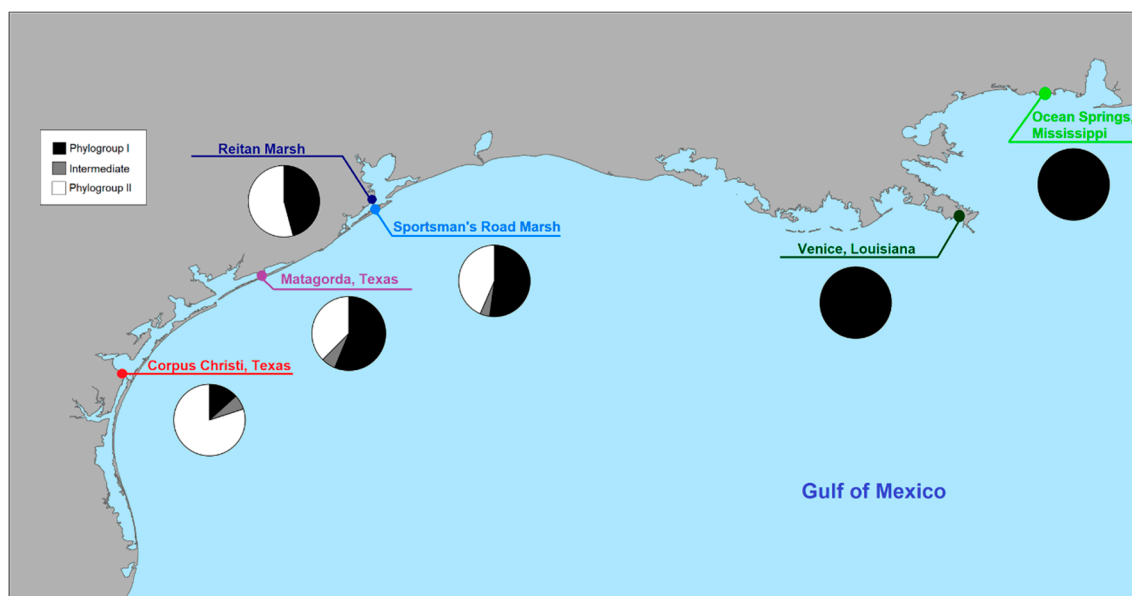 Phylogroup I
Intermediate
Phylogroup II
Reitan Marsh
Sportsman's Road Marsh
Matagorda, Texas
Corpus Christi, Texas
Ocean Springs,
Mississippi
Venice, Louisiana
Gulf of Mexico